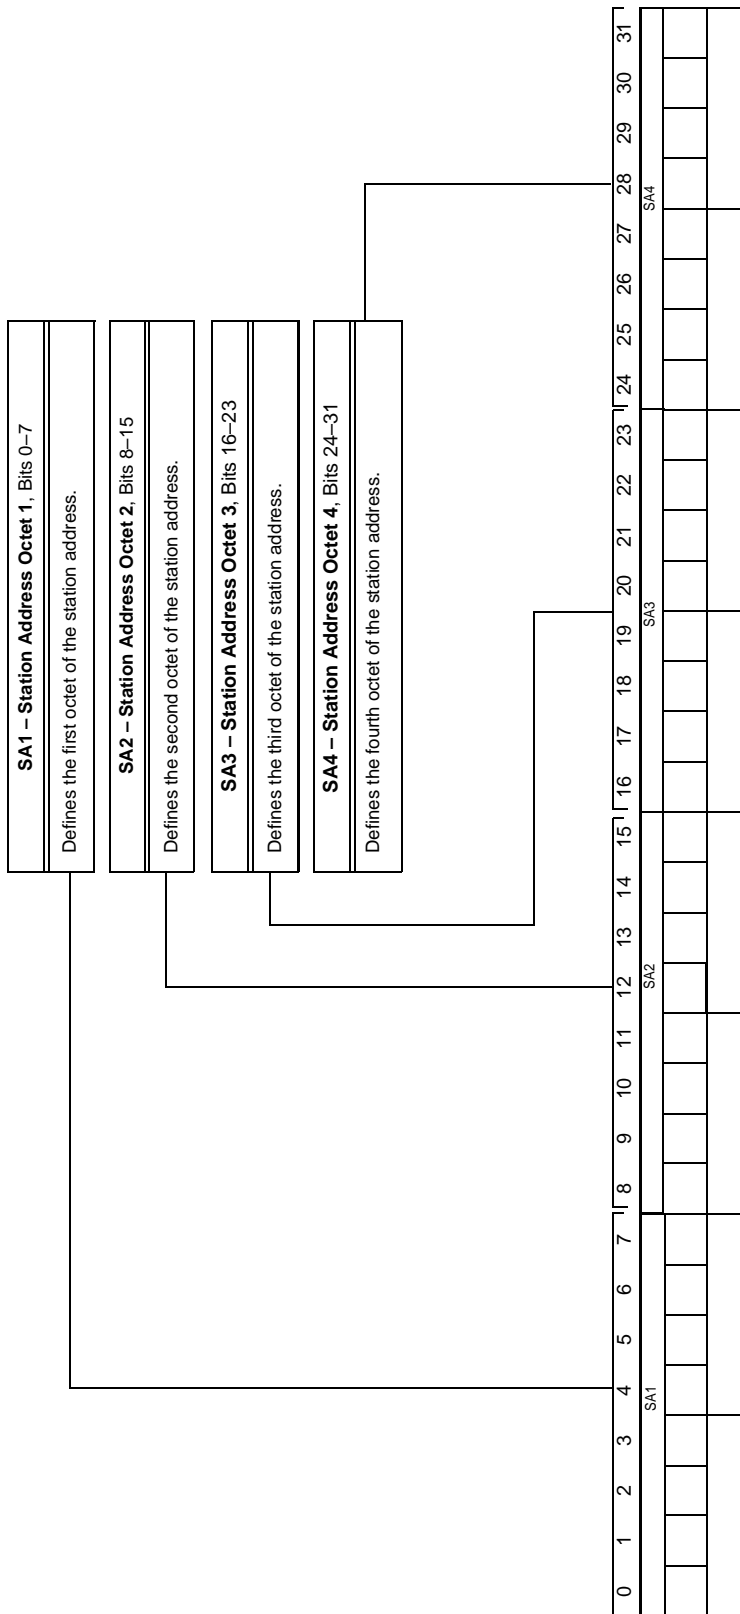 SA1 – Station Address Octet 1, Bits 0–7
Defines the first octet of the station address.
SA2 – Station Address Octet 2, Bits 8–15
Defines the second octet of the station address.
SA3 – Station Address Octet 3, Bits 16–23
Defines the third octet of the station address.
SA4 – Station Address Octet 4, Bits 24–31
Defines the fourth octet of the station address.
0 1 2 3 4 5 6 7 8 9 10 11 12 13 14 15 16 17 18 19 20 21 22 23 24 25 26 27 28 29 30 31
SA1 SA2 SA3 SA4